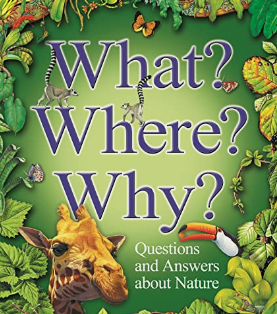 What?
Where?
Why?
Questions
and Answers
about Nature